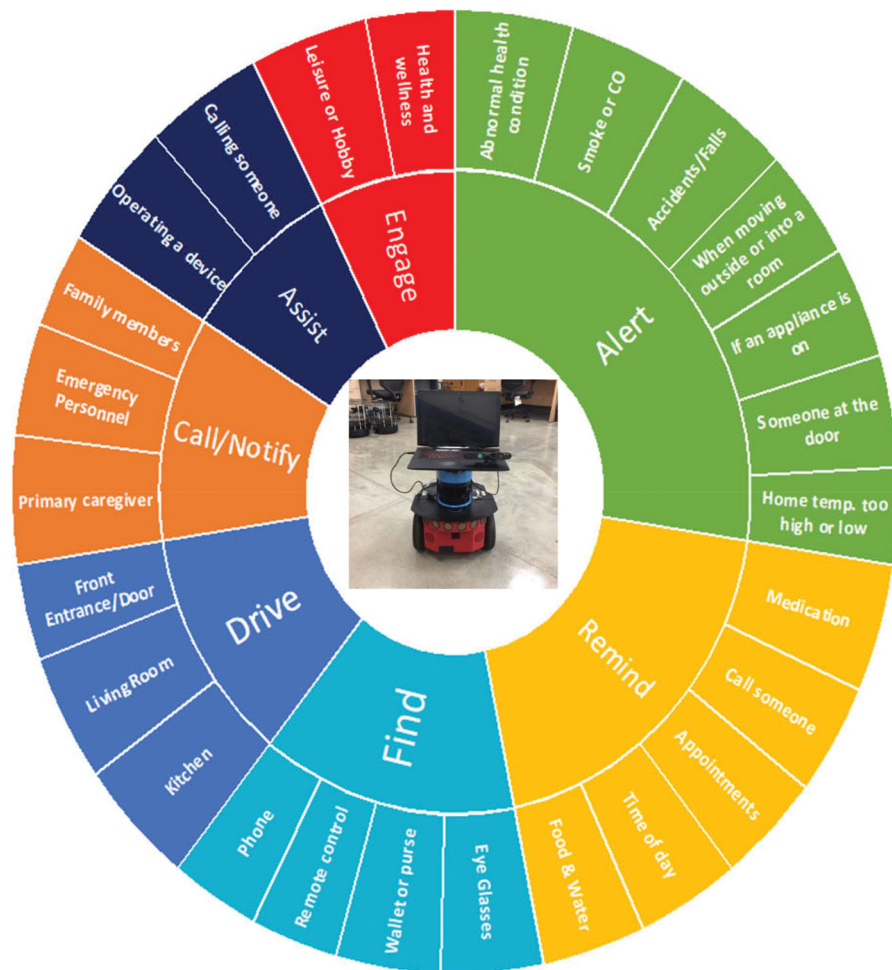 Alert
Abnormal health
condition
Smoke or CO
Accidents/Falls
When moving
outside or into a
room
If an appliance is
on
Someone at the
door
Home temp. too
high or low
Remind
Medication
Call someone
Appointments
Time of day
Food & Water
Find
Eye Glasses
Wallet or purse
Remote control
Phone
Drive
Kitchen
Living Room
Front
Entrance/Door
Call/Notify
Primary caregiver
Emergency
Personnel
Family members
Assist
Operating a device
Calling someone
Engage
Leisure or Hobby
Health and
wellness